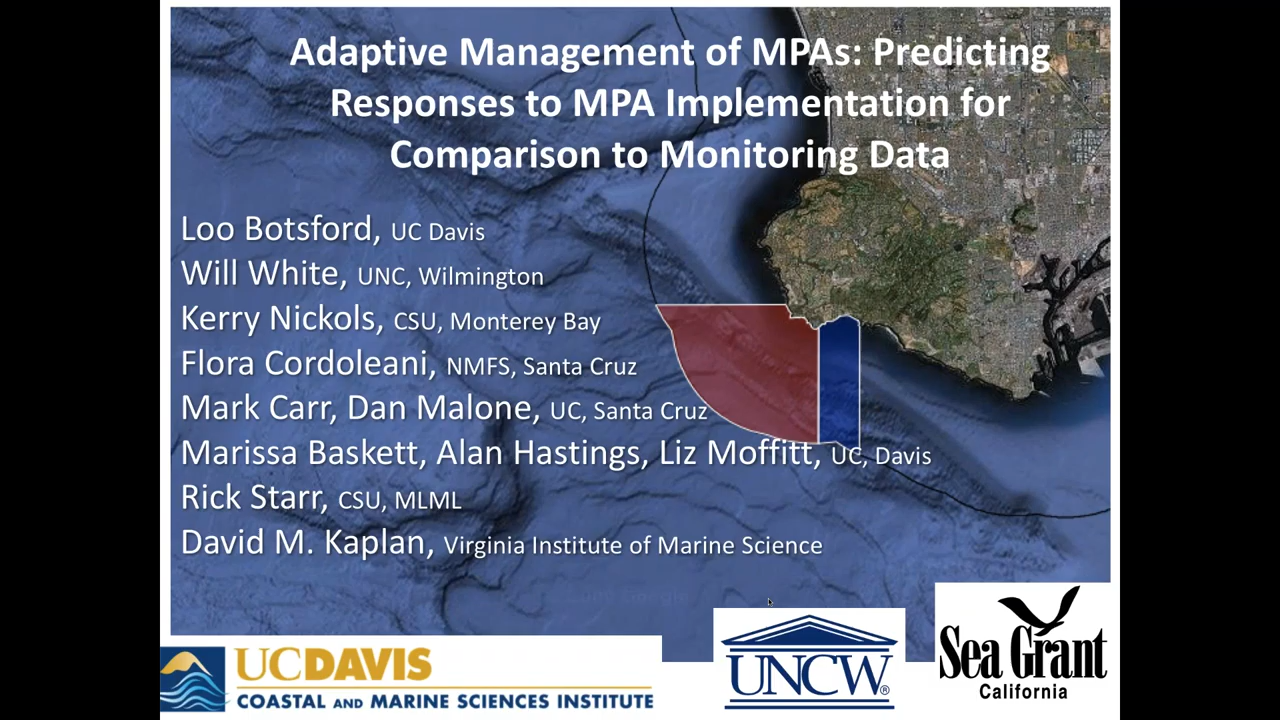 Adaptive Management of MPAs: Predicting
Responses to MPA Implementation for
Comparison to Monitoring Data
Loo Botsford, UC Davis
Will White, UNC, Wilmington
Kerry Nickols, CSU, Monterey Bay
Flora Cordoleani, NMFS, Santa Cruz
Mark Carr, Dan Malone, UC, Santa Cruz
Marissa Baskett, Alan Hastings, Liz Moffitt, UC, Davis
Rick Starr, CSU, MLML
David M. Kaplan, Virginia Institute of Marine Science
UCDAVIS
COASTAL AND MARINE SCIENCES INSTITUTE
UNCW®
Sea Grant
California